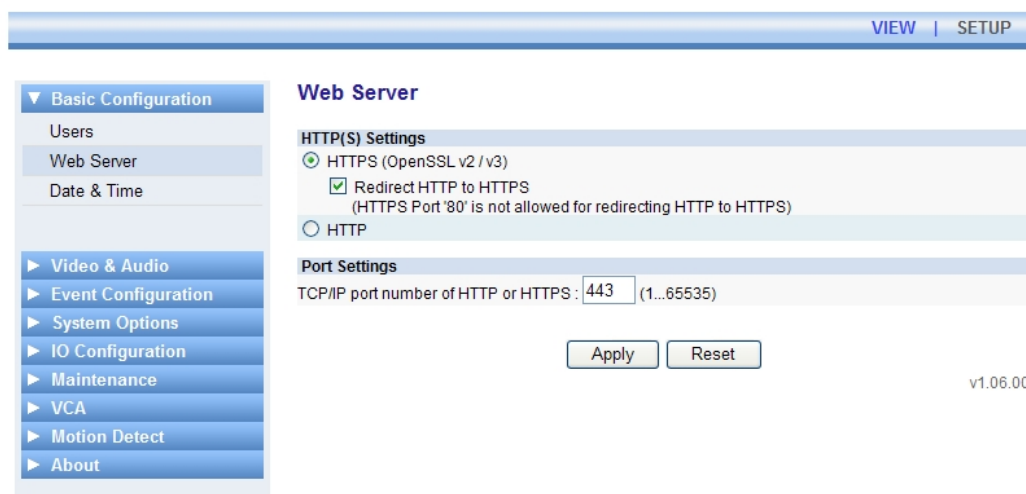 VIEW | SETUP
Basic Configuration
Users
Web Server
Date & Time
Video & Audio
Event Configuration
System Options
IO Configuration
Maintenance
VCA
Motion Detect
About
Web Server
HTTP(S) Settings
HTTPS (OpenSSL v2 / v3)
Redirect HTTP to HTTPS
(HTTPS Port '80' is not allowed for redirecting HTTP to HTTPS)
HTTP
Port Settings
TCP/IP port number of HTTP or HTTPS : 443 (1...65535)
Apply Reset
v1.06.00